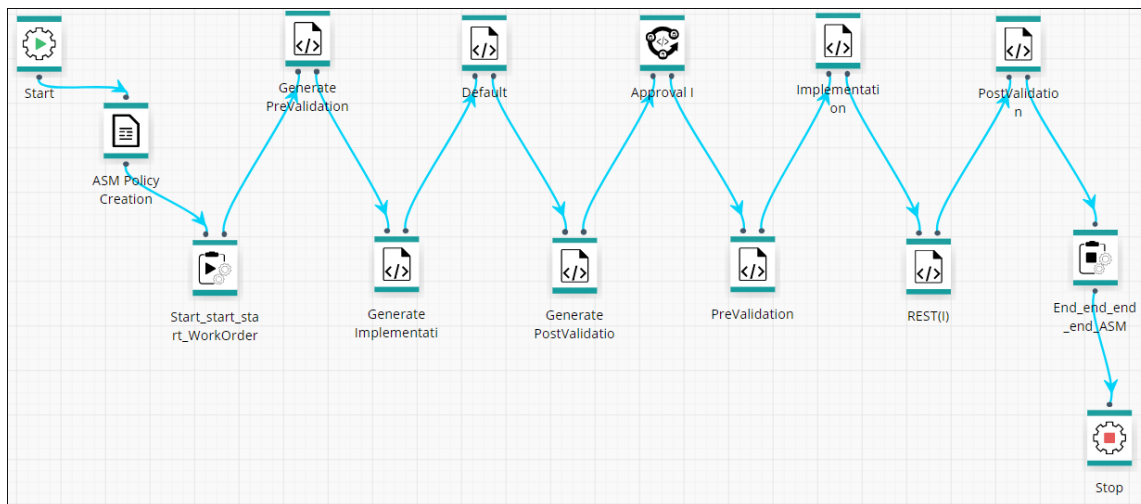 Start
ASM Policy
Creation
Start_start_sta
rt_WorkOrder
Generate
PreValidation
Generate
Implementati
Default
Generate
PostValidatio
Approval I
PreValidation
Implementati
on
REST(I)
PostValidatio
n
End_end_end
_end_ASM
Stop